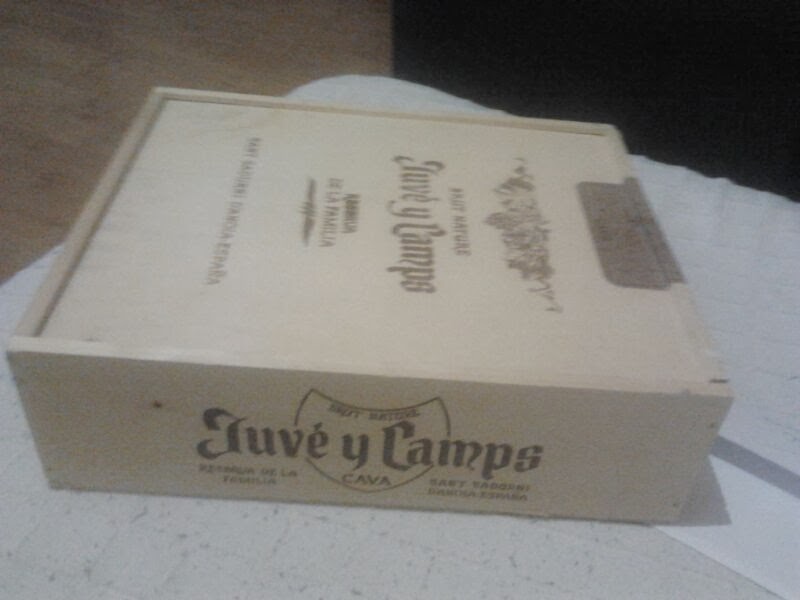 BRUT NATURE
Juvé y Camps
RESERVA
DE LA FAMILIA
SANT SADURNI D'ANOIA·ESPAÑA
BRUT NATURE
Juvé y Camps
RESERVA DE LA
FAMILIA
CAVA
SANT SADURNI
D'ANOIA·ESPAÑA